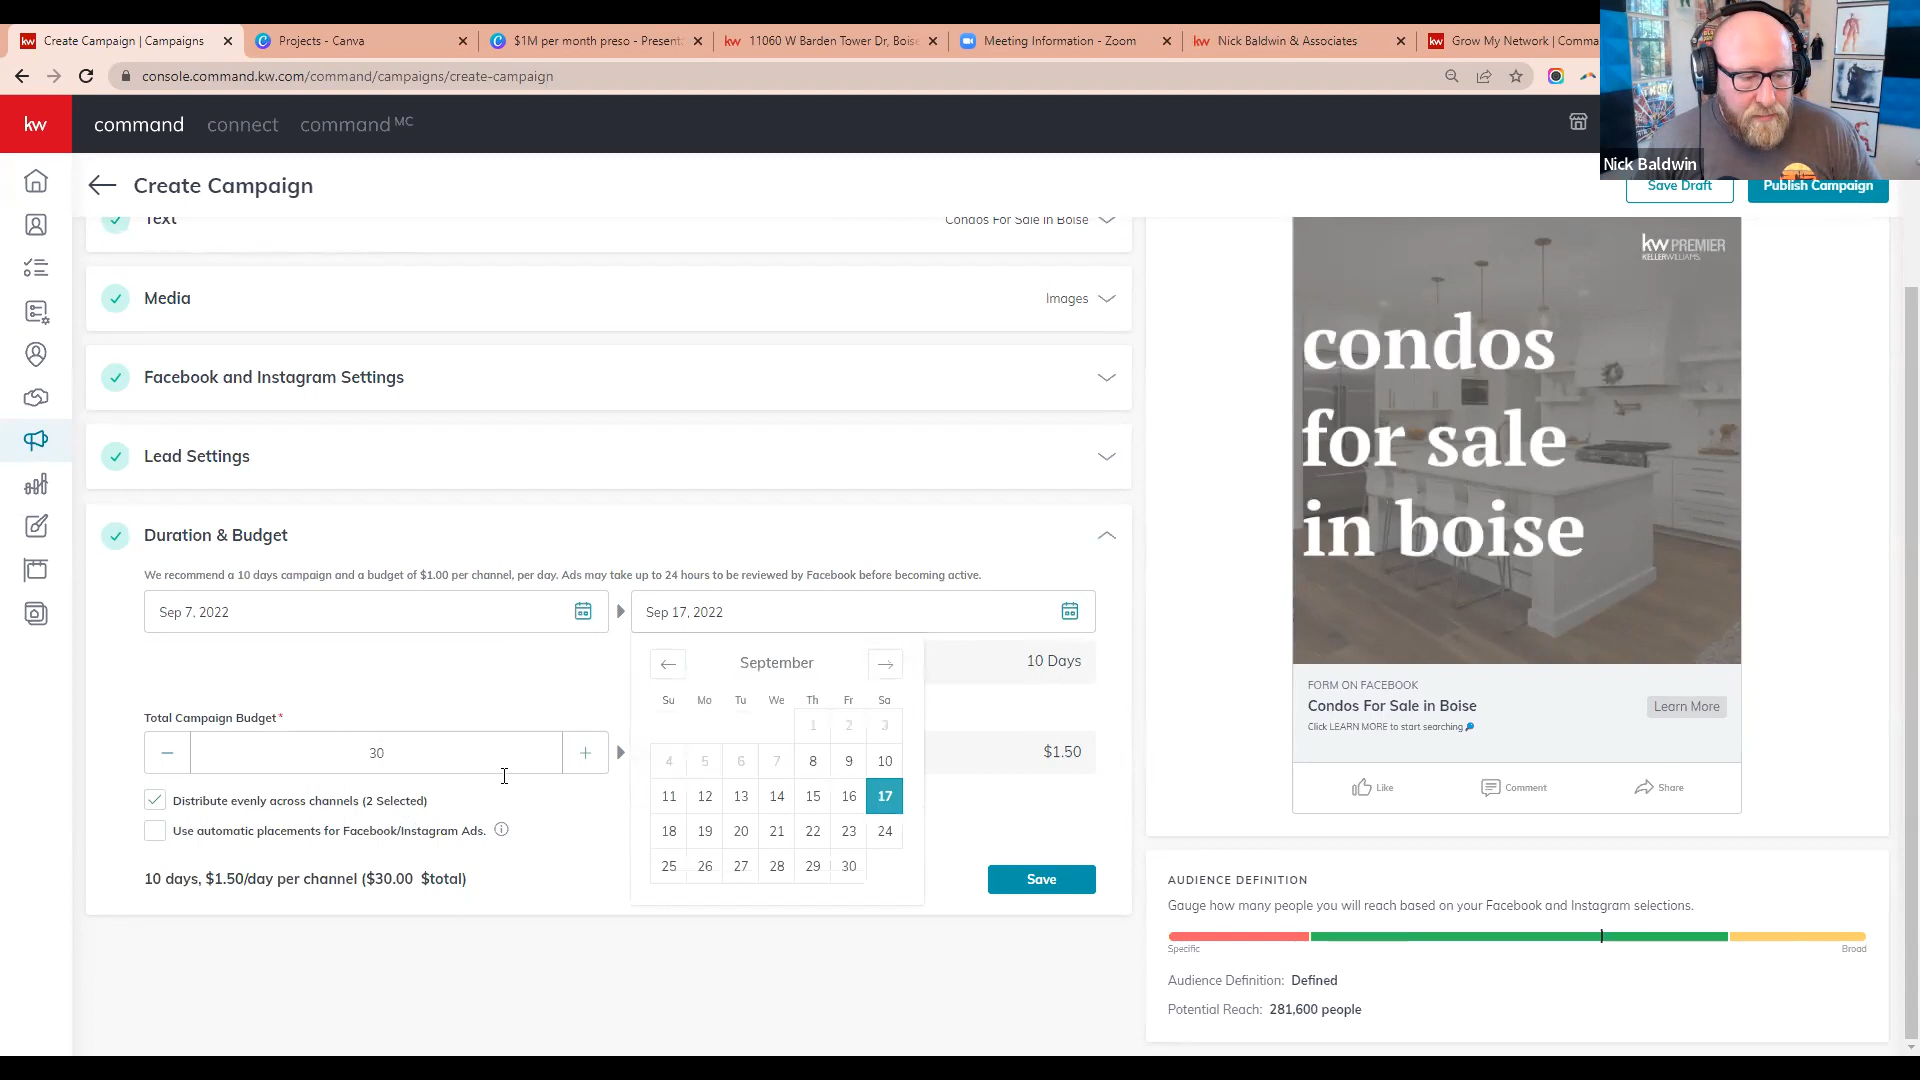 Create Campaign | Campaigns
Projects - Canva
$1M per month preso - Present
11060 W Barden Tower Dr, Bois
Meeting Information - Zoom
Nick Baldwin & Associates
Grow My Network | Comma
console.command.kw.com/command/campaigns/create-campaign
kw
command
connect
command MC
Nick Baldwin
Create Campaign
Save Draft
Publish Campaign
Text
Condos For Sale in Boise
Media
Images
Facebook and Instagram Settings
Lead Settings
Duration & Budget
We recommend a 10 days campaign and a budget of $1.00 per channel, per day. Ads may take up to 24 hours to be reviewed by Facebook before becoming active.
Sep 7, 2022
Sep 17, 2022
10 Days
September
Su Mo Tu We Th Fr Sa
1 2 3
4 5 6 7 8 9 10
11 12 13 14 15 16 17
18 19 20 21 22 23 24
25 26 27 28 29 30
Total Campaign Budget*
30
$1.50
Distribute evenly across channels (2 Selected)
Use automatic placements for Facebook/Instagram Ads.
10 days, $1.50/day per channel ($30.00 $total)
Save
kw PREMIER
KELLERWILLIAMS.
condos
for sale
in boise
FORM ON FACEBOOK
Condos For Sale in Boise
Learn More
Click LEARN MORE to start searching
Like
Comment
Share
AUDIENCE DEFINITION
Gauge how many people you will reach based on your Facebook and Instagram selections.
Specific
Broad
Audience Definition: Defined
Potential Reach: 281,600 people